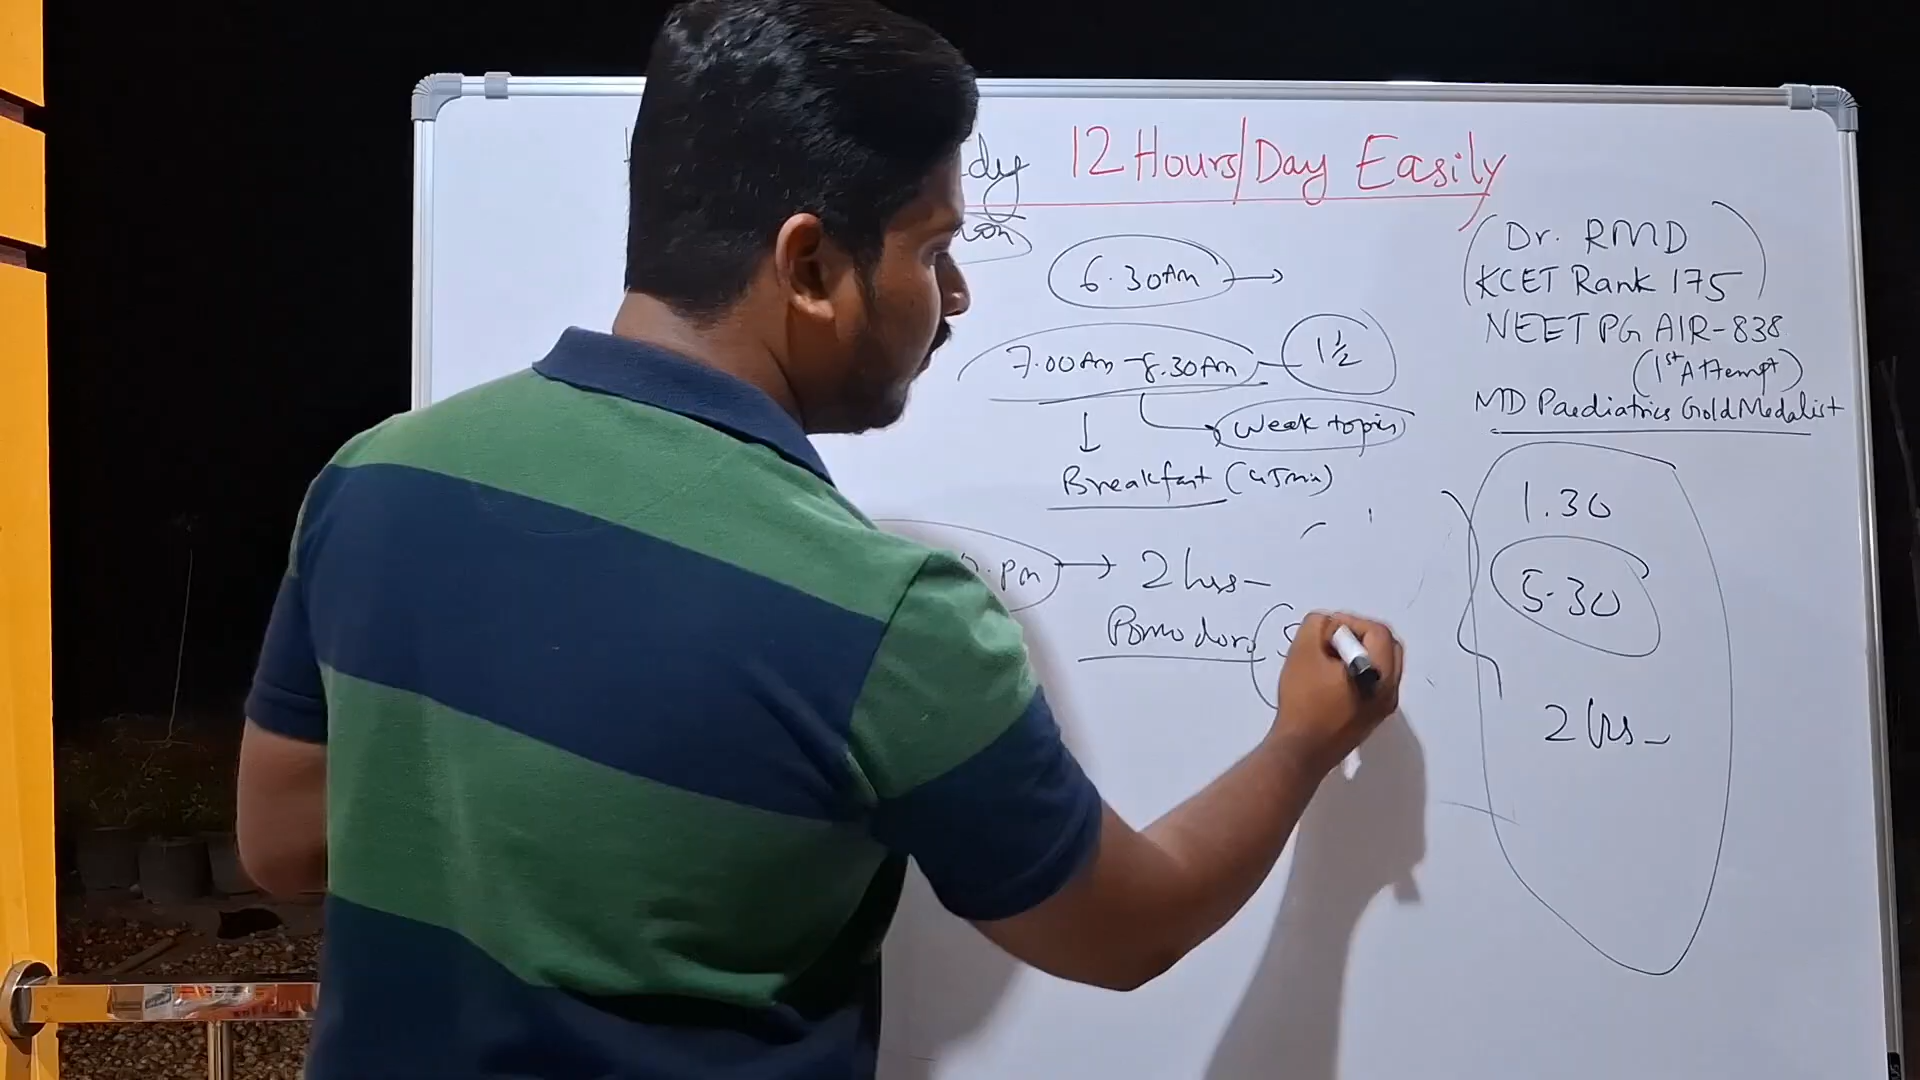 dy 12 Hours/Day Easily
6.30Am
7.00Am - 8.30Am 1 1/2
Weak topics
Breakfast (45min)
.Pm → 2 hrs
Pomodoro
(Dr. RMD
KCET Rank 175)
NEET PG AIR-838
(1st Attempt)
MD Paediatrics Gold Medalist
1.30
5.30
2 hrs